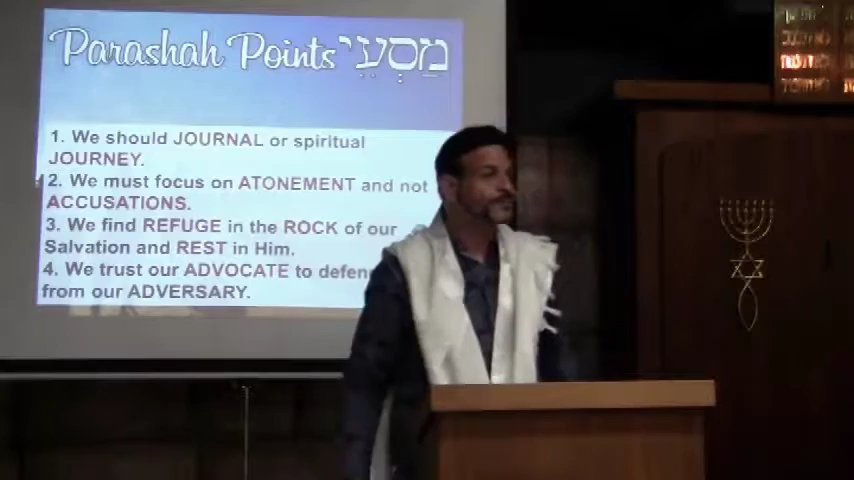 Parashah Points מַסְעֵי
1. We should JOURNAL or spiritual
JOURNEY.
2. We must focus on ATONEMENT and not
ACCUSATIONS.
3. We find REFUGE in the ROCK of our
Salvation and REST in Him.
4. We trust our ADVOCATE to
from our ADVERSARY.